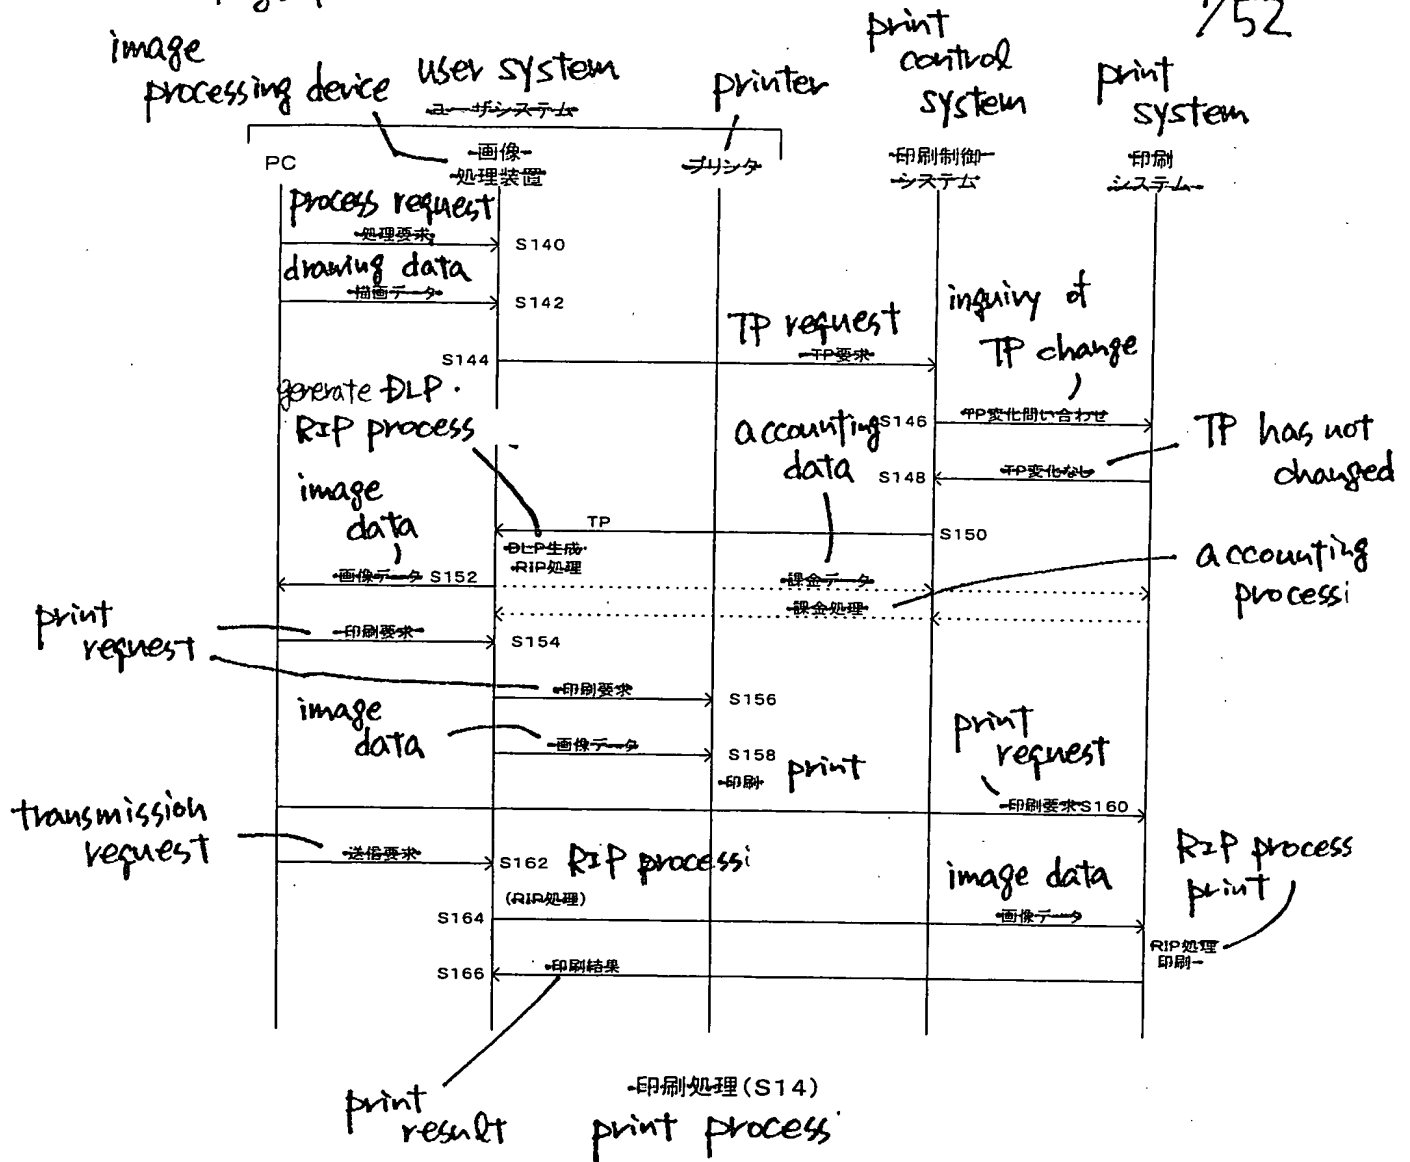 752
image
processing device
user system
ユーザシステム
printer
print
control
system
print
system
PC
画像
処理装置
プリンタ
印刷制御
システム
印刷
システム
process request
処理要求
S140
drawing data
描画データ
S142
TP request
S144
TP要求
inquiry of
TP change
generate DLP.
RIP process
accounting
data
S146
TP変化問い合わせ
TP has not
changed
S148
TP変化なし
image
data
TP
S150
DLP生成
RIP処理
画像データ S152
課金データ
accounting
processi
課金処理
print
request
印刷要求
S154
印刷要求
S156
image
data
画像データ
S158
印刷
print
print
request
印刷要求S160
transmission
request
送信要求
S162
RIP processi
(RIP処理)
image data
RIP process
print
S164
画像データ
RIP処理
印刷
S166
印刷結果
print
result
印刷処理(S14)
print process